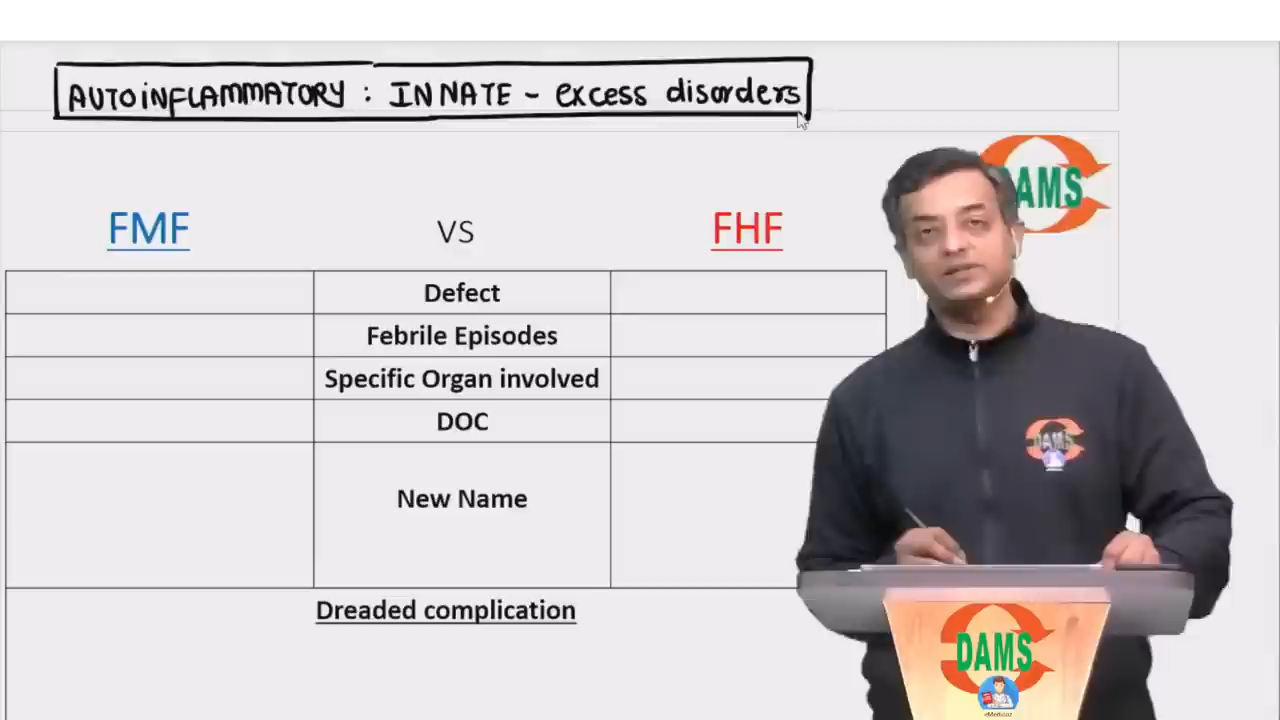 AUTOINFLAMMATORY : INNATE - excess disorders
DAMS
FMF VS FHF
Defect
Febrile Episodes
Specific Organ involved
DOC
DAMS
New Name
Dreaded complication
DAMS
eMedicoz